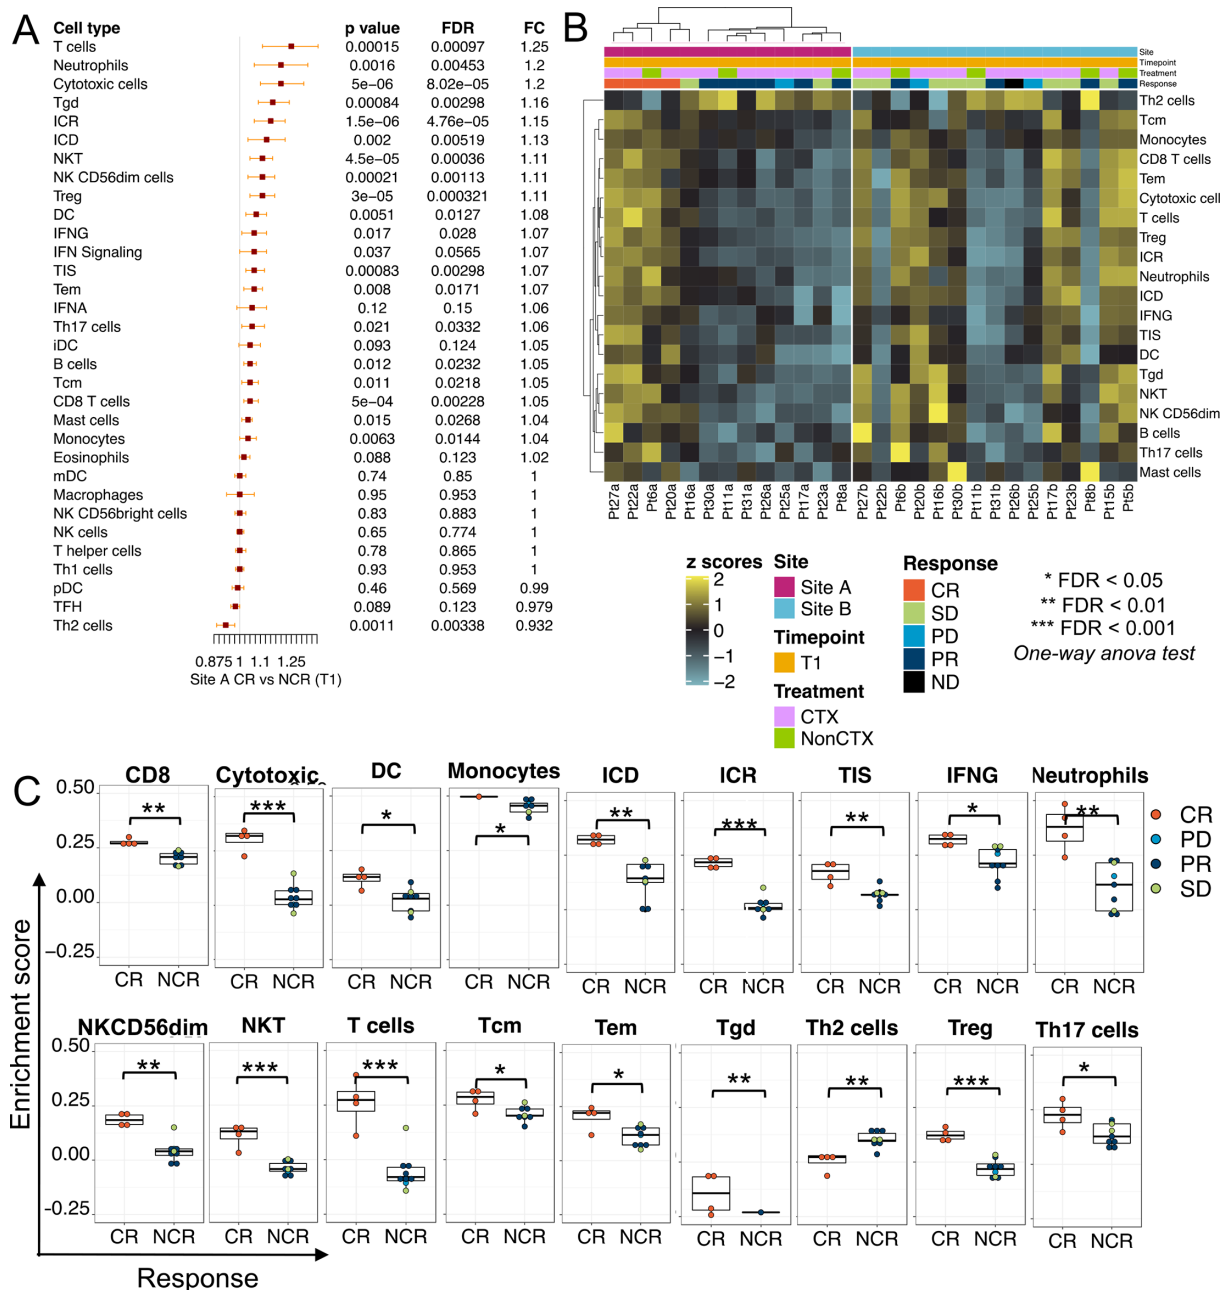 A
Cell type p value FDR FC
T cells 0.00015 0.00097 1.25
Neutrophils 0.0016 0.00453 1.2
Cytotoxic cells 5e−06 8.02e−05 1.2
Tgd 0.00084 0.00298 1.16
ICR 1.5e−06 4.76e−05 1.15
ICD 0.002 0.00519 1.13
NKT 4.5e−05 0.00036 1.11
NK CD56dim cells 0.00021 0.00113 1.11
Treg 3e−05 0.000321 1.11
DC 0.0051 0.0127 1.08
IFNG 0.017 0.028 1.07
IFN Signaling 0.037 0.0565 1.07
TIS 0.00083 0.00298 1.07
Tem 0.008 0.0171 1.07
IFNA 0.12 0.15 1.06
Th17 cells 0.021 0.0332 1.06
iDC 0.093 0.124 1.05
B cells 0.012 0.0232 1.05
Tcm 0.011 0.0218 1.05
CD8 T cells 5e−04 0.00228 1.05
Mast cells 0.015 0.0268 1.04
Monocytes 0.0063 0.0144 1.04
Eosinophils 0.088 0.123 1.02
mDC 0.74 0.85 1
Macrophages 0.95 0.953 1
NK CD56bright cells 0.83 0.883 1
NK cells 0.65 0.774 1
T helper cells 0.78 0.865 1
Th1 cells 0.93 0.953 1
pDC 0.46 0.569 0.99
TFH 0.089 0.123 0.979
Th2 cells 0.0011 0.00338 0.932
0.875 1 1.1 1.25
Site A CR vs NCR (T1)
B
Site
Timepoint
Treatment
Response
Th2 cells
Tcm
Monocytes
CD8 T cells
Tem
Cytotoxic cell
T cells
Treg
ICR
Neutrophils
ICD
IFNG
TIS
DC
Tgd
NKT
NK CD56dim
B cells
Th17 cells
Mast cells
Pt27a Pt22a Pt6a Pt20a Pt16a Pt30a Pt11a Pt31a Pt26a Pt25a Pt17a Pt23a Pt8a Pt27b Pt22b Pt6b Pt20b Pt16b Pt30b Pt11b Pt31b Pt26b Pt25b Pt17b Pt23b Pt8b Pt15b Pt5b
z scores
2
1
0
−1
−2
Site
Site A
Site B
Timepoint
T1
Treatment
CTX
NonCTX
Response
CR
SD
PD
PR
ND
* FDR < 0.05
** FDR < 0.01
*** FDR < 0.001
One-way anova test
C
CD8 Cytotoxic DC Monocytes ICD ICR TIS IFNG Neutrophils
** *** * * ** *** ** * **
0.50
0.25
0.00
−0.25
CR NCR CR NCR CR NCR CR NCR CR NCR CR NCR CR NCR CR NCR CR NCR
CR
PD
PR
SD
NKCD56dim NKT T cells Tcm Tem Tgd Th2 cells Treg Th17 cells
** *** *** * * ** ** *** *
0.50
0.25
0.00
−0.25
CR NCR CR NCR CR NCR CR NCR CR NCR CR NCR CR NCR CR NCR CR NCR
Enrichment score
Response